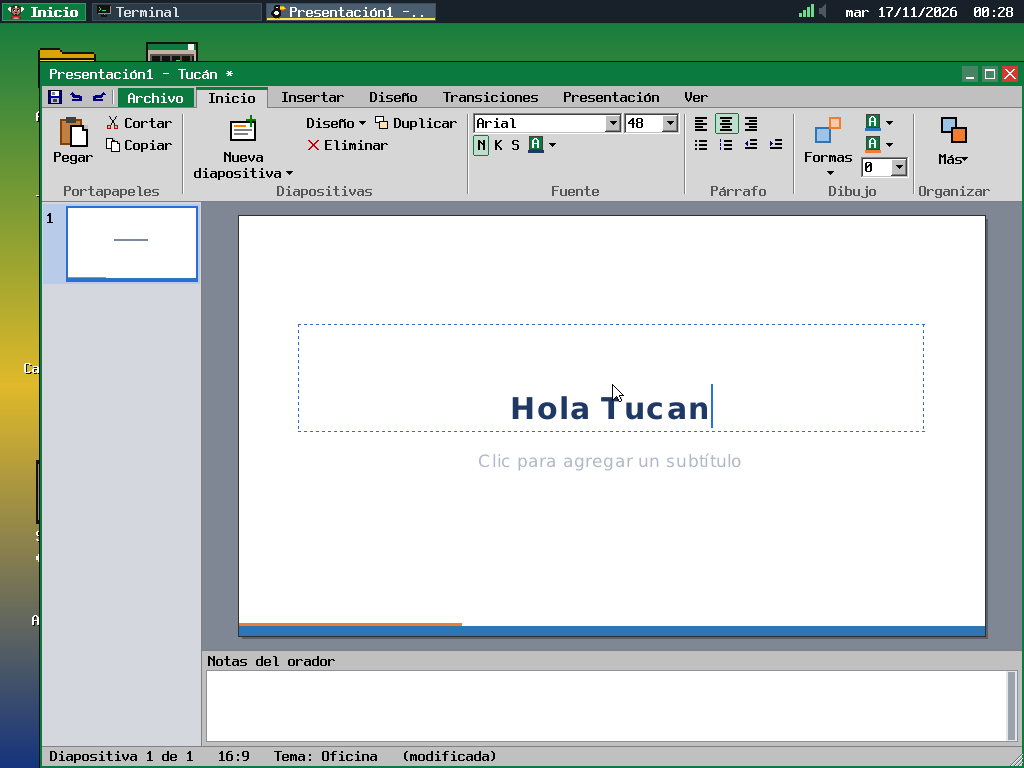 Inicio Terminal Presentación1 -.. mar 17/11/2026 00:28
Presentación1 - Tucán *
Archivo Inicio Insertar Diseño Transiciones Presentación Ver
Pegar Cortar Copiar
Portapapeles
Nueva diapositiva
Diseño Duplicar
Eliminar
Diapositivas
Arial 48
N K S A
Fuente
Párrafo
Formas A
A
0
Dibujo
Más
Organizar
1
Hola Tucan
Clic para agregar un subtítulo
Notas del orador
Diapositiva 1 de 1 16:9 Tema: Oficina (modificada)